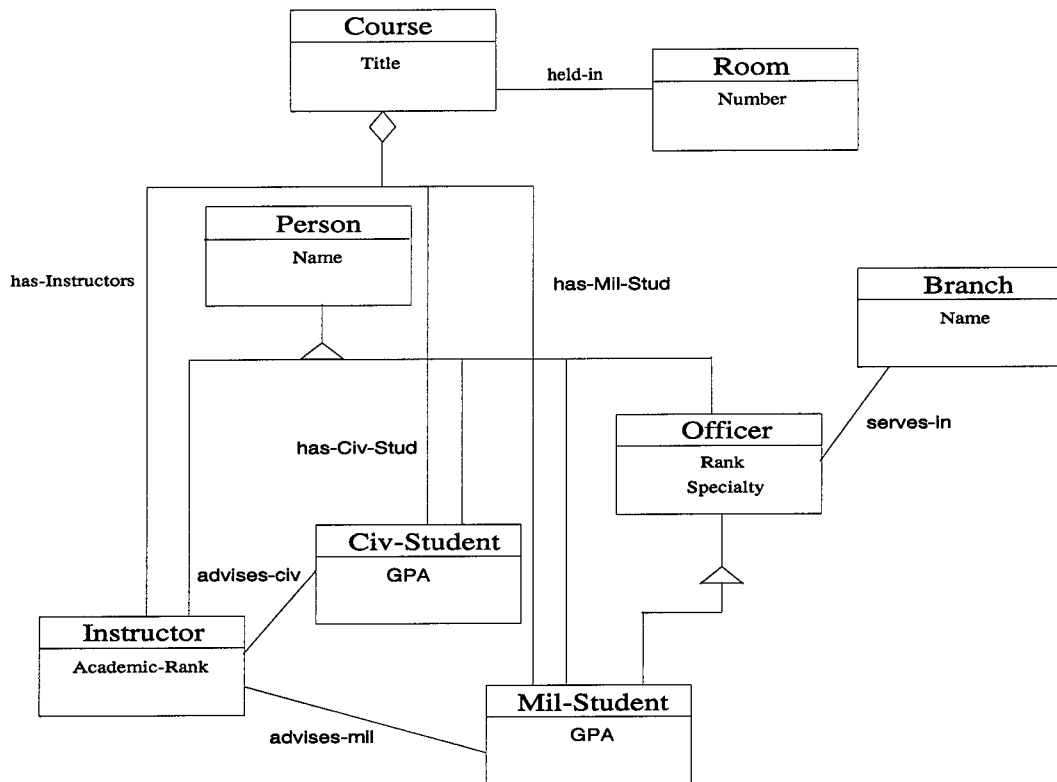 Course
Title
held-in
Room
Number
Person
Name
has-Instructors
has-Mil-Stud
Branch
Name
Officer
Rank
Specialty
serves-in
has-Civ-Stud
Civ-Student
GPA
advises-civ
Instructor
Academic-Rank
Mil-Student
GPA
advises-mil